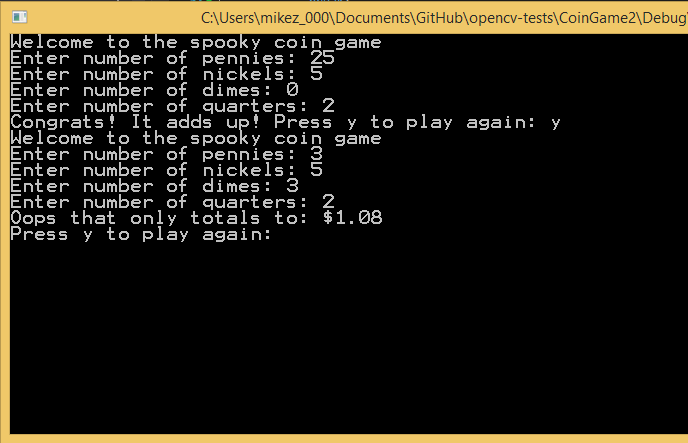 C:\Users\mikez_000\Documents\GitHub\opencv-tests\CoinGame2\Debug\
Welcome to the spooky coin game
Enter number of pennies: 25
Enter number of nickels: 5
Enter number of dimes: 0
Enter number of quarters: 2
Congrats! It adds up! Press y to play again: y
Welcome to the spooky coin game
Enter number of pennies: 3
Enter number of nickels: 5
Enter number of dimes: 3
Enter number of quarters: 2
Oops that only totals to: $1.08
Press y to play again: